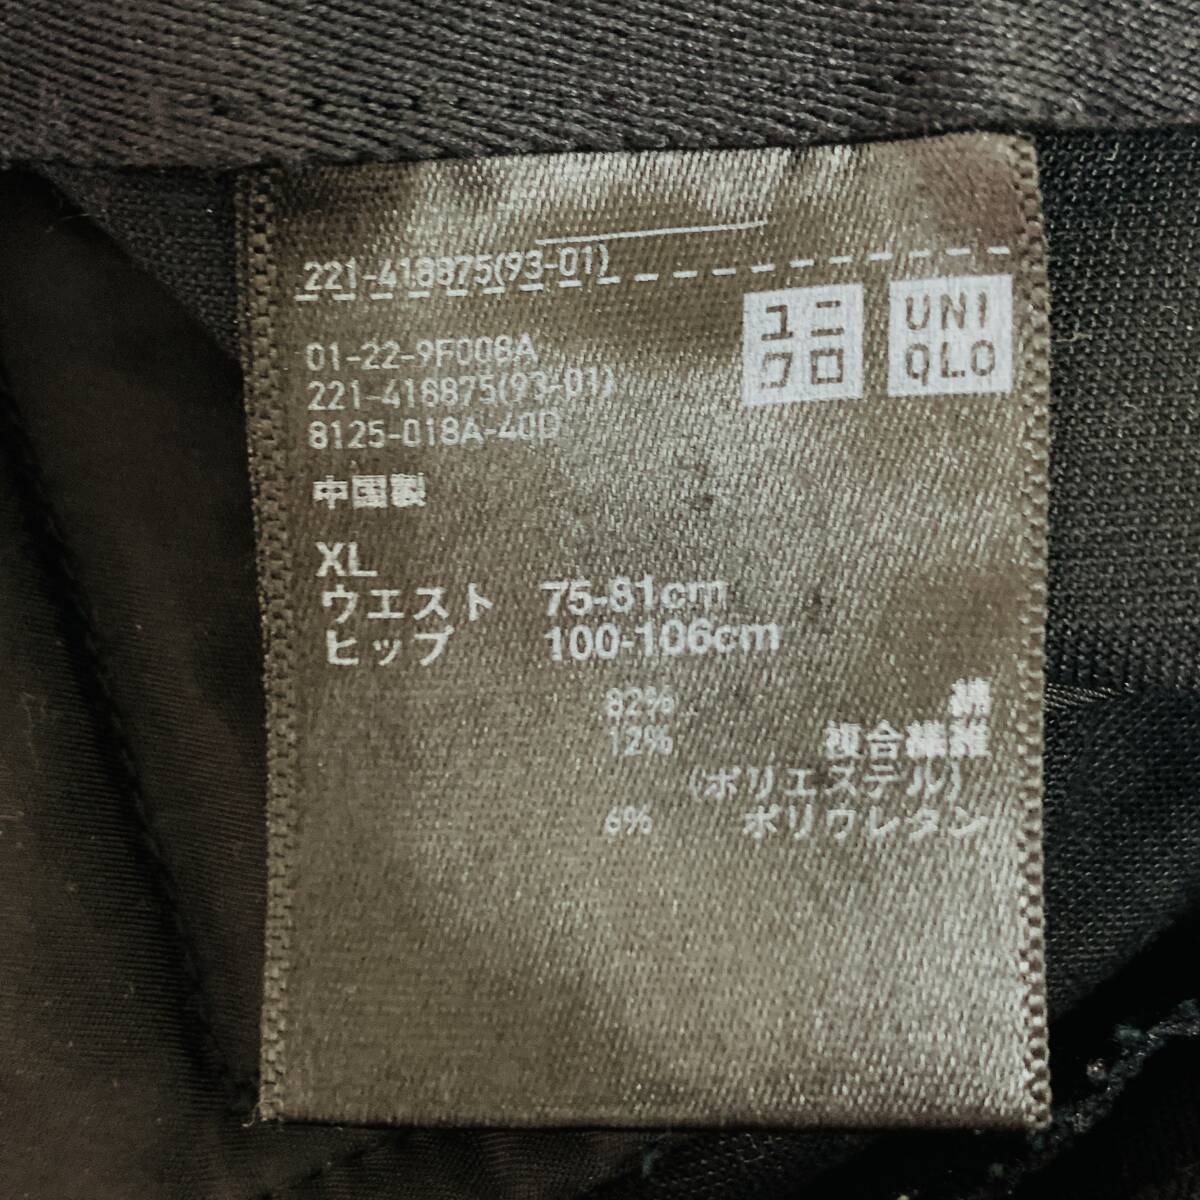 221-418875(93-01)
ユニ
クロ
UNI
QLO
01-22-9F008A
221-418875(93-01)
8125-018A-40D
中国製
XL
ウエスト 75-81cm
ヒップ 100-106cm
82% 綿
12% 複合繊維
(ポリエステル)
6% ポリウレタン